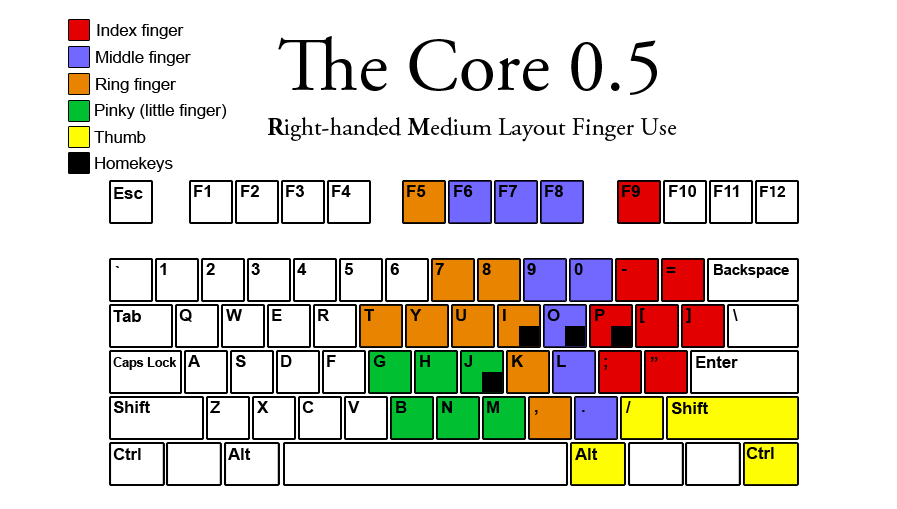 Index finger
Middle finger
Ring finger
Pinky (little finger)
Thumb
Homekeys
The Core 0.5
Right-handed Medium Layout Finger Use
Esc F1 F2 F3 F4 F5 F6 F7 F8 F9 F10 F11 F12
` 1 2 3 4 5 6 7 8 9 0 - = Backspace
Tab Q W E R T Y U I O P [ ] \
Caps Lock A S D F G H J K L ; " Enter
Shift Z X C V B N M , . / Shift
Ctrl Alt Alt Ctrl